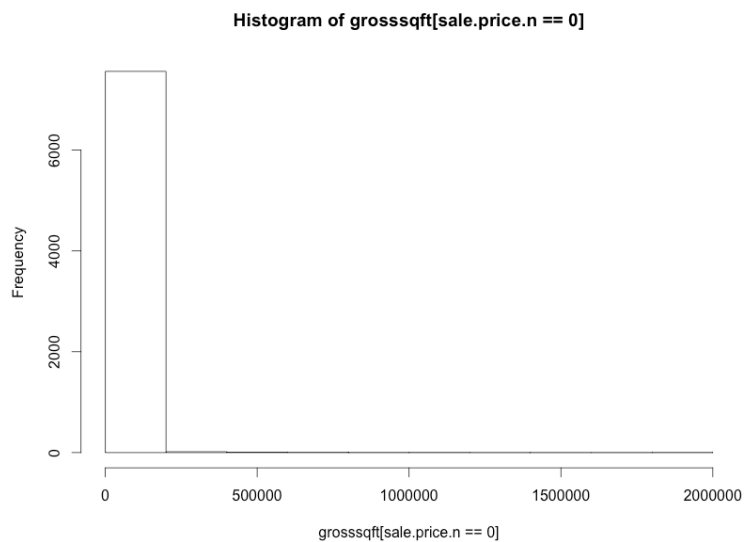 Histogram of grosssqft[sale.price.n == 0]
6000
4000
2000
0
Frequency
0 500000 1000000 1500000 2000000
grosssqft[sale.price.n == 0]